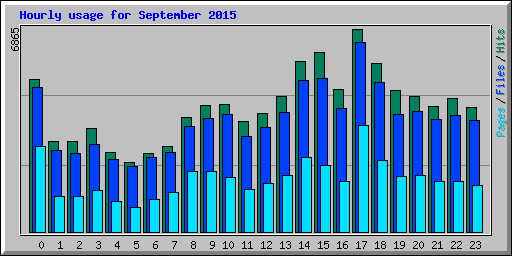 Hourly usage for September 2015
6865
Pages/Files/Hits
0 1 2 3 4 5 6 7 8 9 10 11 12 13 14 15 16 17 18 19 20 21 22 23